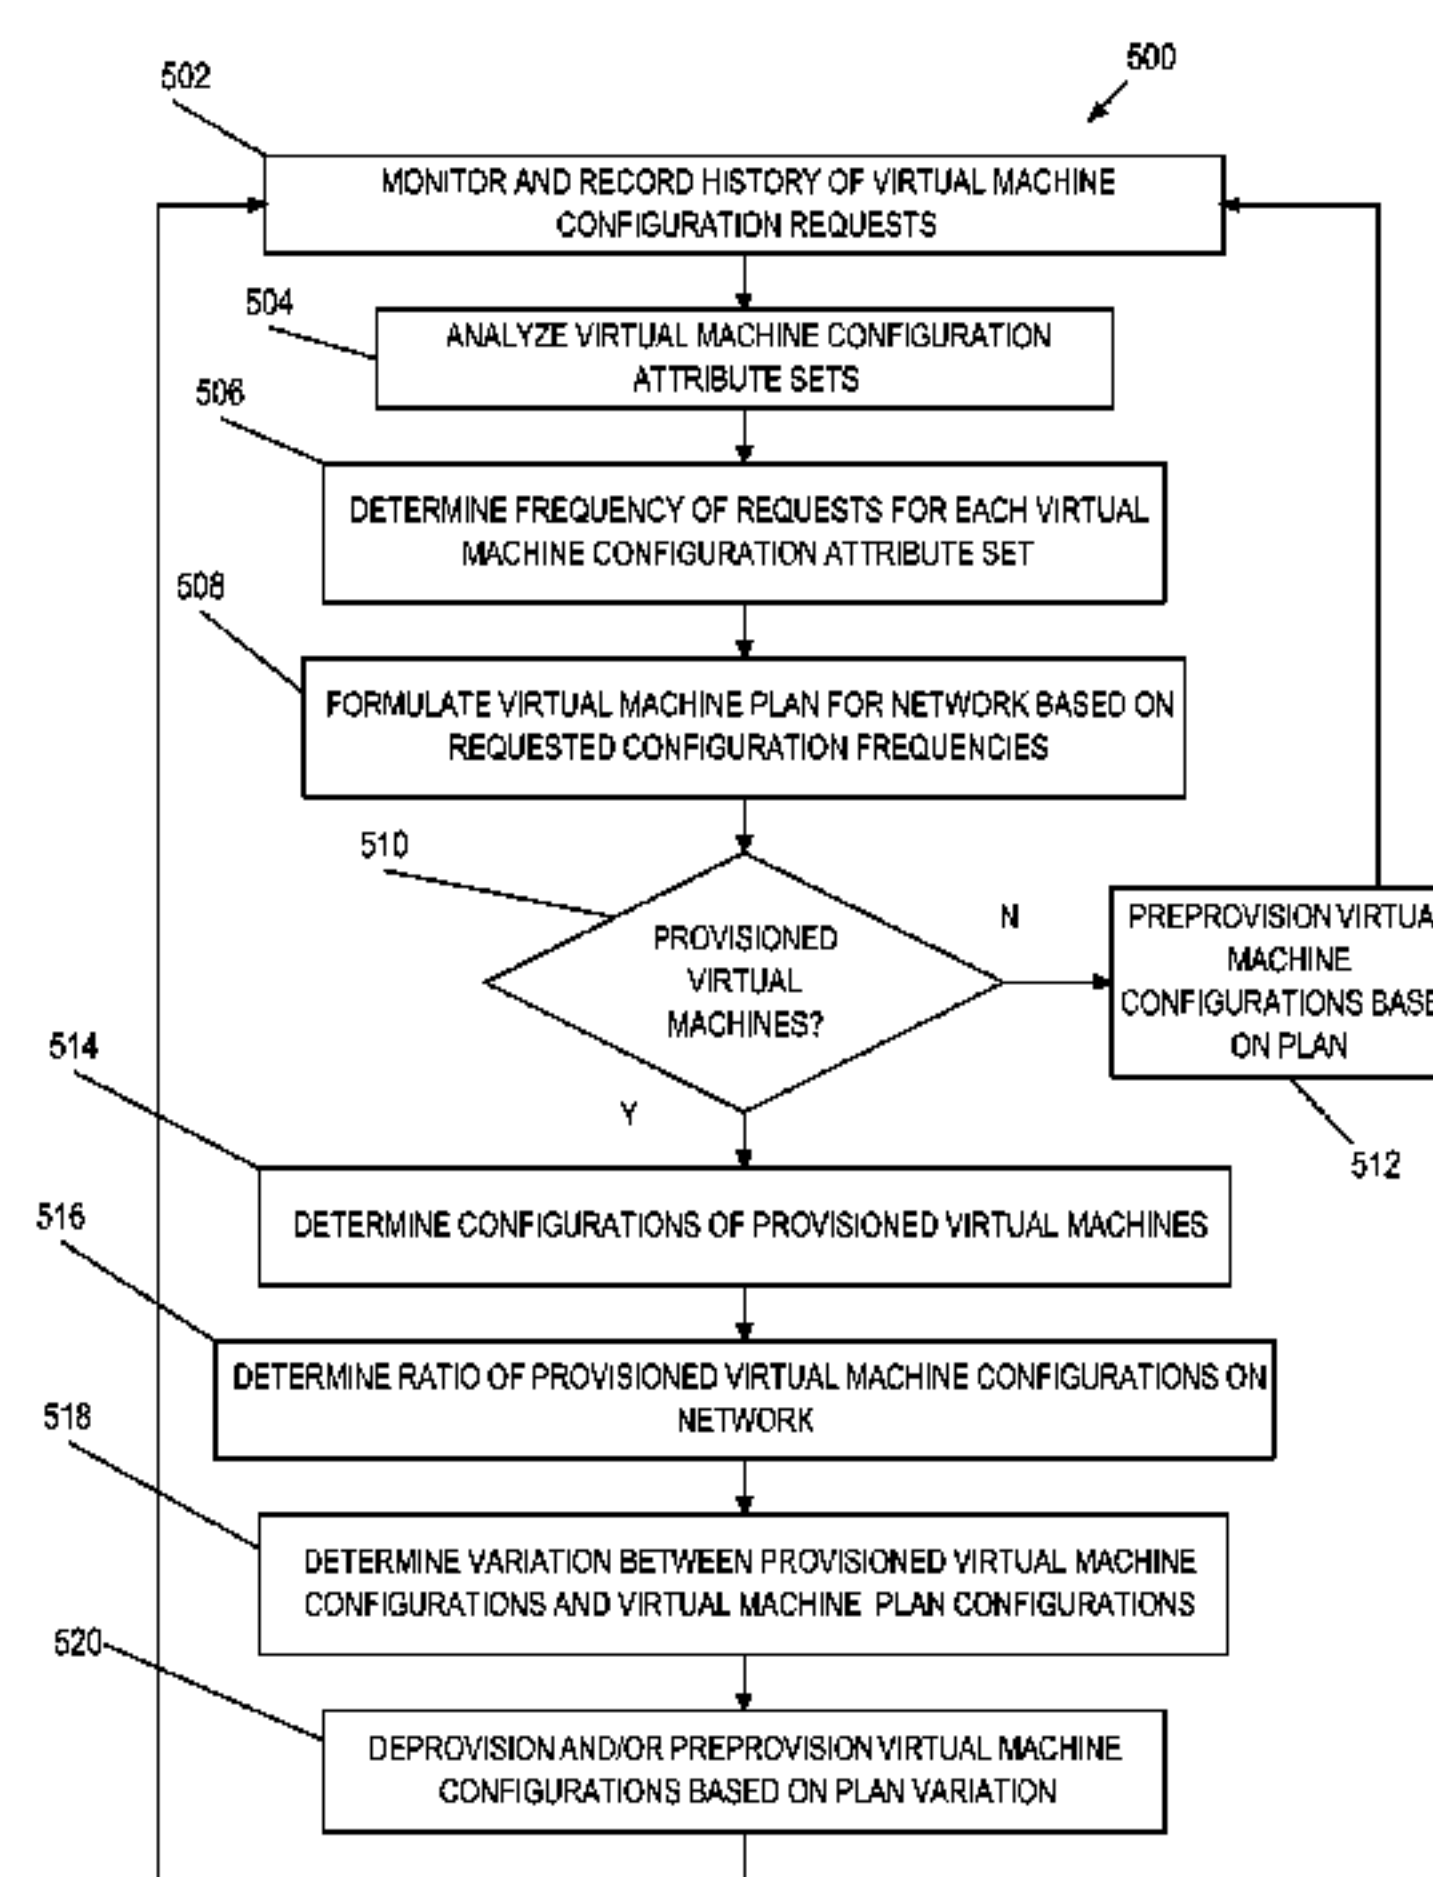 500
502
MONITOR AND RECORD HISTORY OF VIRTUAL MACHINE
CONFIGURATION REQUESTS
504
ANALYZE VIRTUAL MACHINE CONFIGURATION
ATTRIBUTE SETS
506
DETERMINE FREQUENCY OF REQUESTS FOR EACH VIRTUAL
MACHINE CONFIGURATION ATTRIBUTE SET
508
FORMULATE VIRTUAL MACHINE PLAN FOR NETWORK BASED ON
REQUESTED CONFIGURATION FREQUENCIES
510
PROVISIONED
VIRTUAL
MACHINES?
N
PREPROVISION VIRTUA
MACHINE
CONFIGURATIONS BASE
ON PLAN
512
Y
514
DETERMINE CONFIGURATIONS OF PROVISIONED VIRTUAL MACHINES
516
DETERMINE RATIO OF PROVISIONED VIRTUAL MACHINE CONFIGURATIONS ON
NETWORK
518
DETERMINE VARIATION BETWEEN PROVISIONED VIRTUAL MACHINE
CONFIGURATIONS AND VIRTUAL MACHINE PLAN CONFIGURATIONS
520
DEPROVISION AND/OR PREPROVISION VIRTUAL MACHINE
CONFIGURATIONS BASED ON PLAN VARIATION